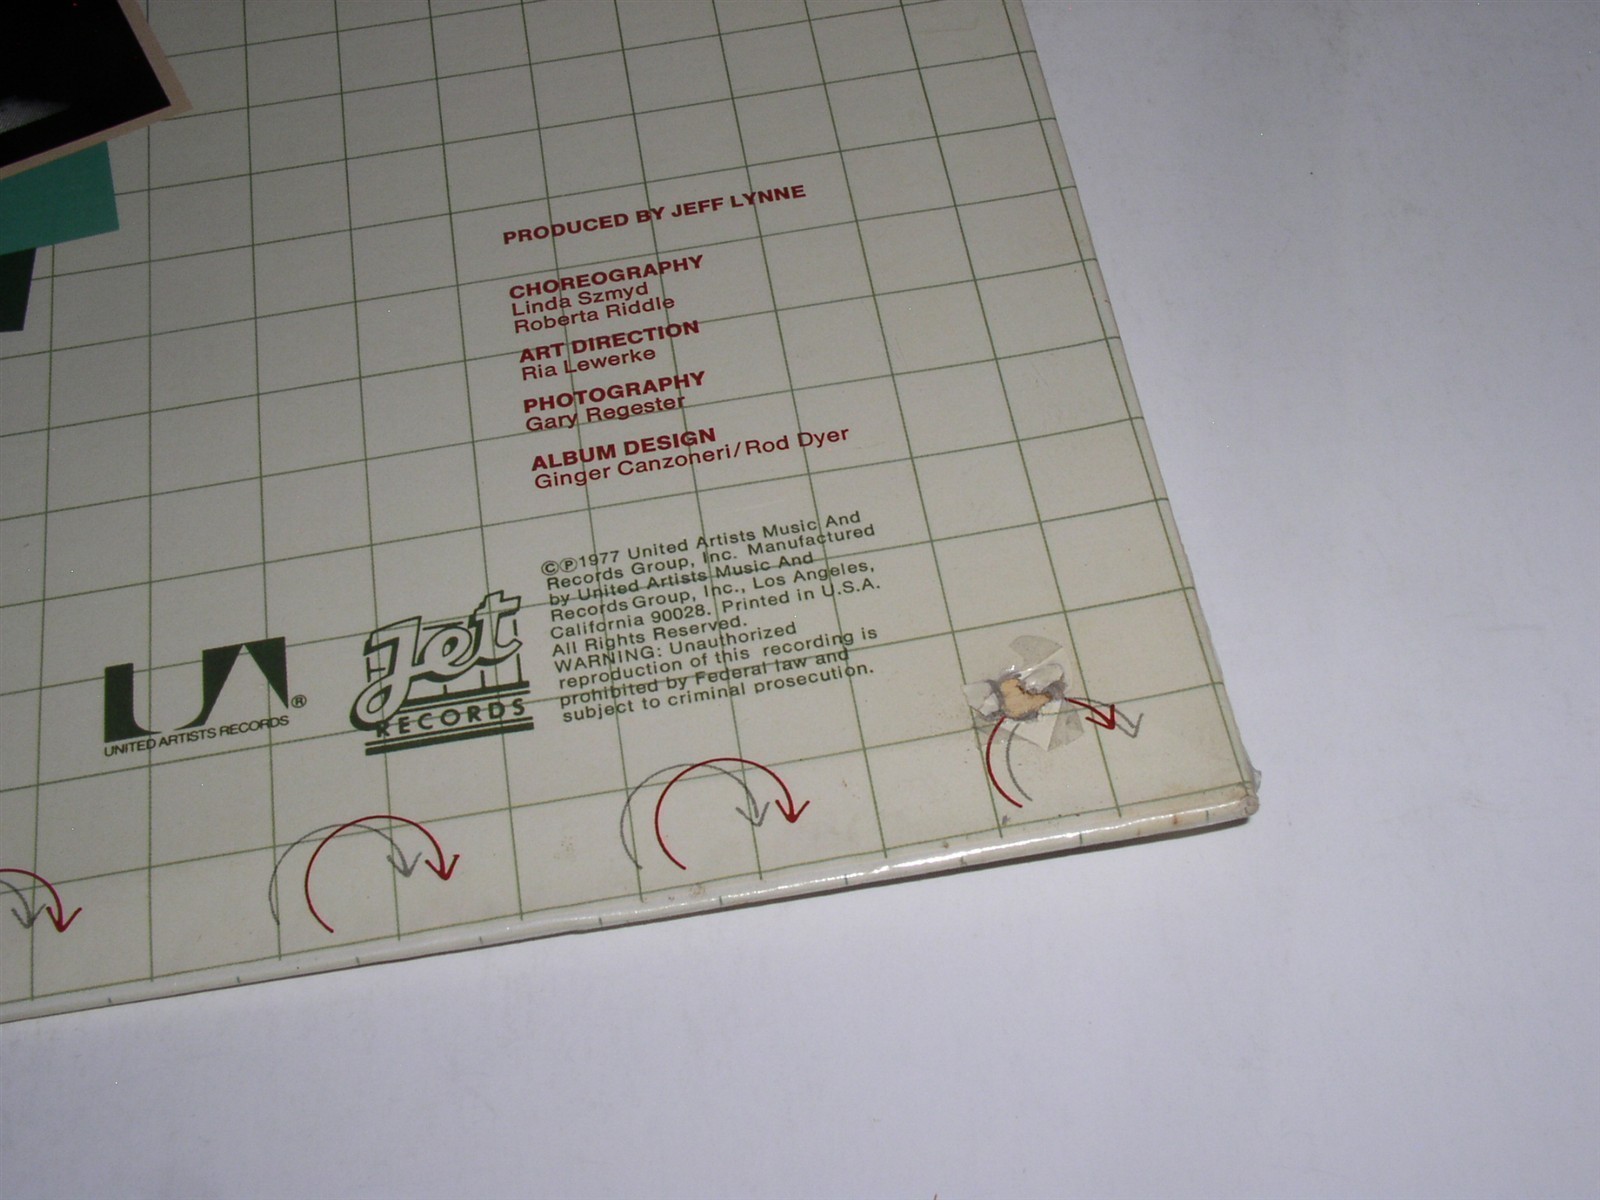 PRODUCED BY JEFF LYNNE
CHOREOGRAPHY
Linda Szmyd
Roberta Riddle
ART DIRECTION
Ria Lewerke
PHOTOGRAPHY
Gary Regester
ALBUM DESIGN
Ginger Canzoneri/Rod Dyer
©℗1977 United Artists Music And
Records Group, Inc. Manufactured
by United Artists Music And
Records Group, Inc., Los Angeles,
California 90028. Printed in U.S.A.
All Rights Reserved.
WARNING: Unauthorized
reproduction of this recording is
prohibited by Federal law and
subject to criminal prosecution.
UA®
UNITED ARTISTS RECORDS
Jet
RECORDS